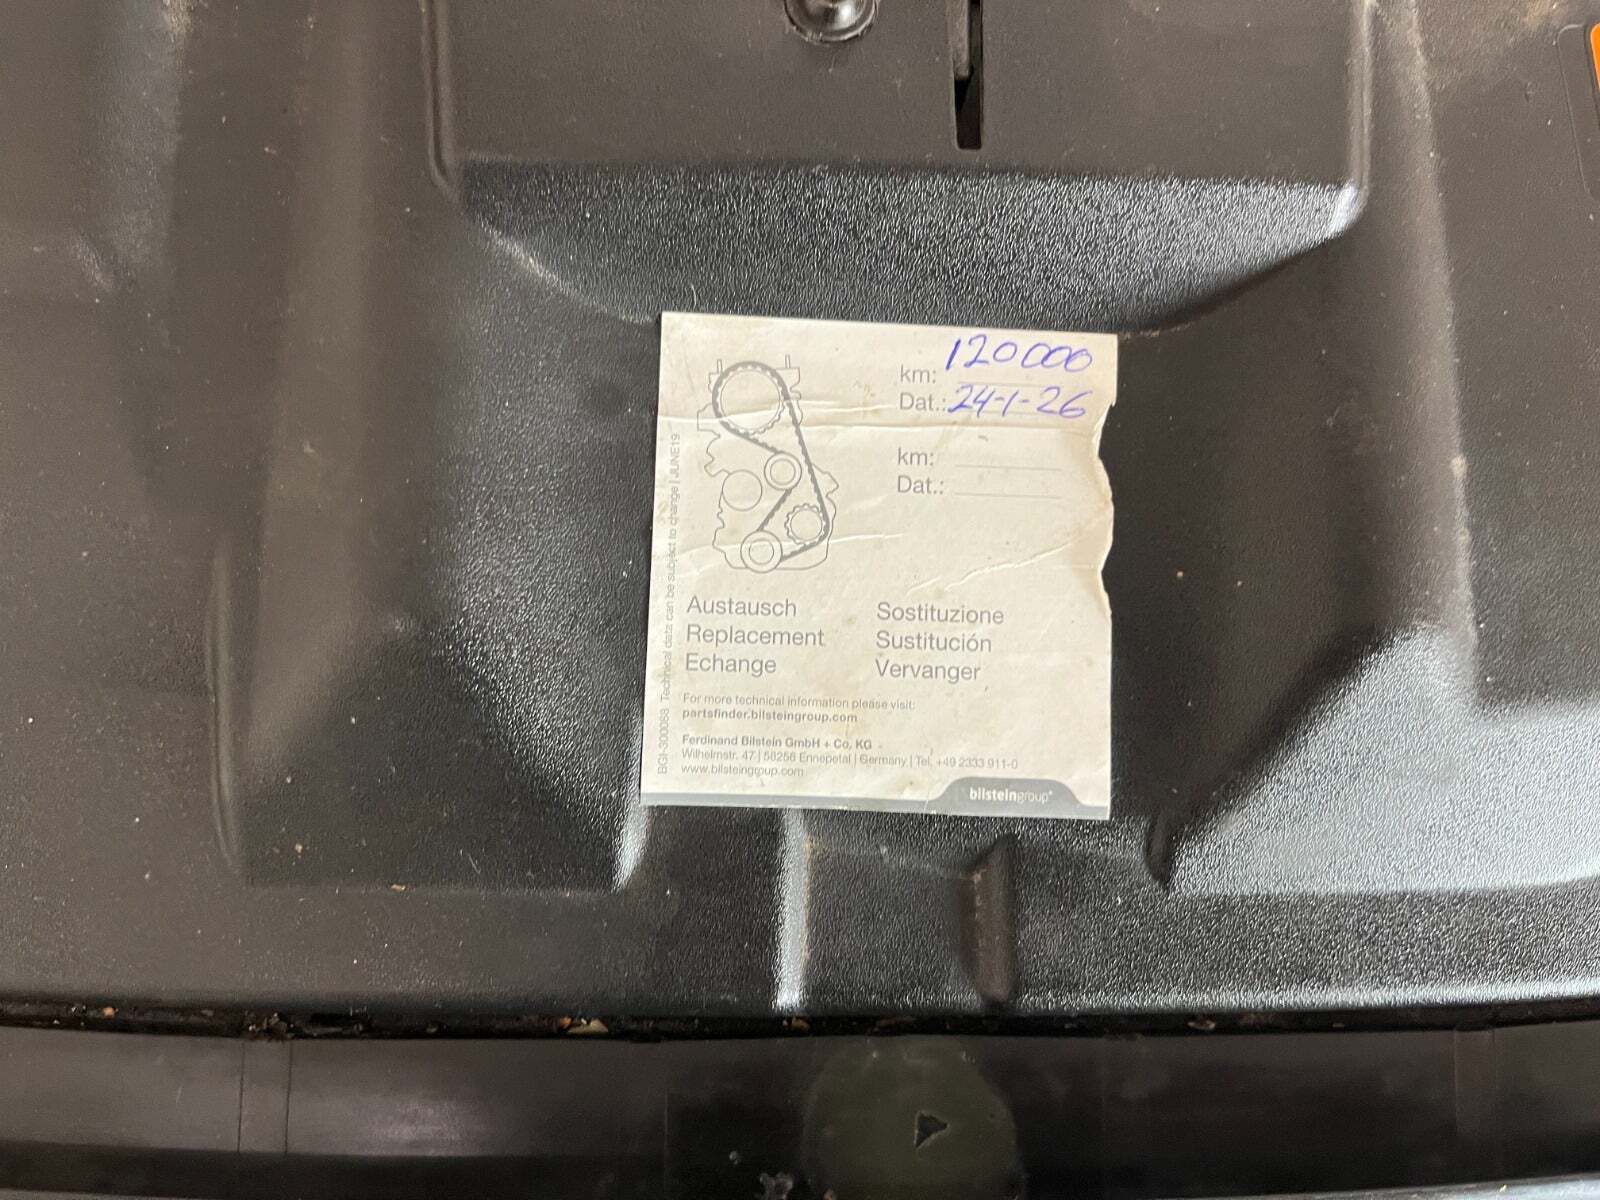 km: 120000
Dat.: 24-1-26
km:
Dat.:
Austausch
Replacement
Echange
Sostituzione
Sustitución
Vervanger
For more technical information please visit:
partsfinder.bilsteingroup.com
Ferdinand Bilstein GmbH + Co. KG
Wilhelmstr. 47 | 58256 Ennepetal | Germany | Tel. +49 2333 911-0
www.bilsteingroup.com
bilsteingroup®
BGI-300068 Technical data can be subject to change | JUNE19